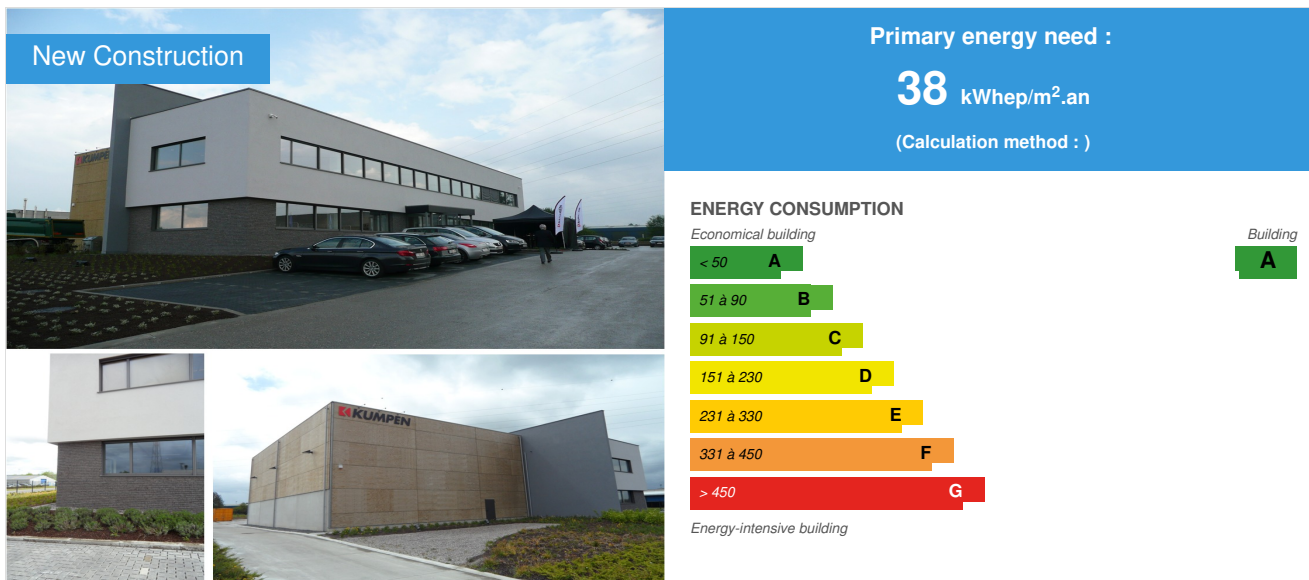 New Construction
KUMPEN
KUMPEN
Primary energy need :
38 kWhep/m².an
(Calculation method : )
ENERGY CONSUMPTION
Economical building
Building
< 50 A
A
51 à 90 B
91 à 150 C
151 à 230 D
231 à 330 E
331 à 450 F
> 450 G
Energy-intensive building